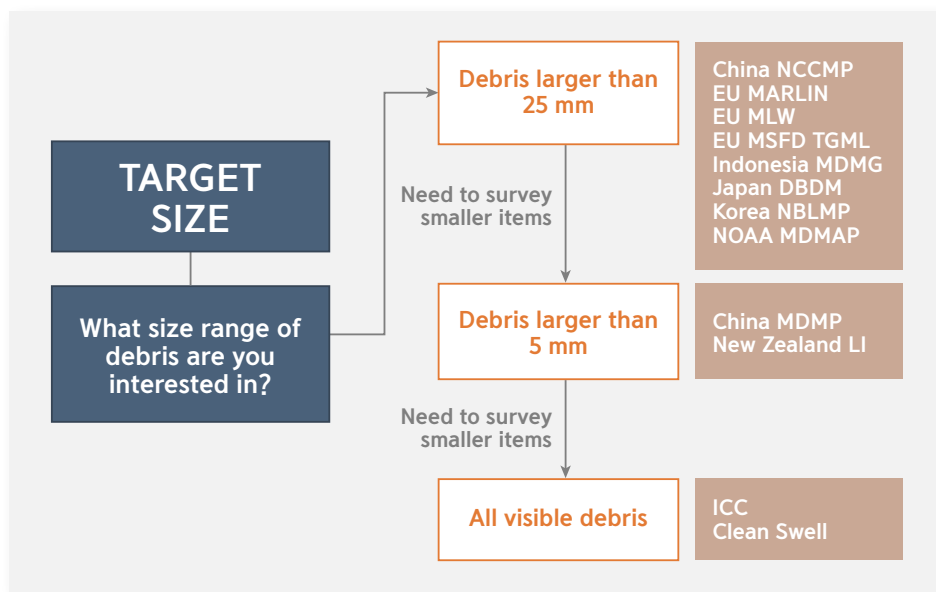 TARGET
SIZE
What size range of
debris are you
interested in?
Debris larger than
25 mm
China NCCMP
EU MARLIN
EU MLW
EU MSFD TGML
Indonesia MDMG
Japan DBDM
Korea NBLMP
NOAA MDMAP
Need to survey
smaller items
Debris larger than
5 mm
China MDMP
New Zealand LI
Need to survey
smaller items
All visible debris
ICC
Clean Swell